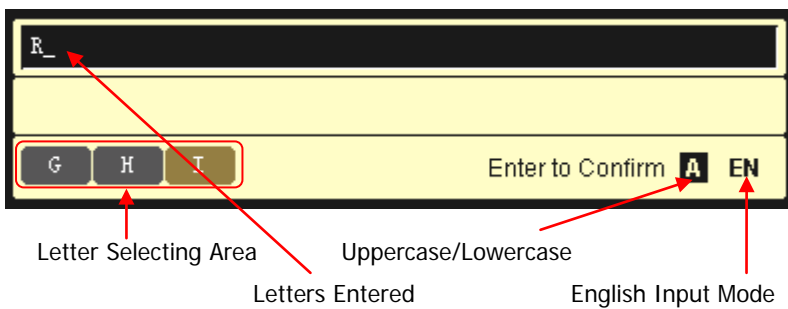 R_
G H I Enter to Confirm A EN
Letter Selecting Area Uppercase/Lowercase
Letters Entered English Input Mode